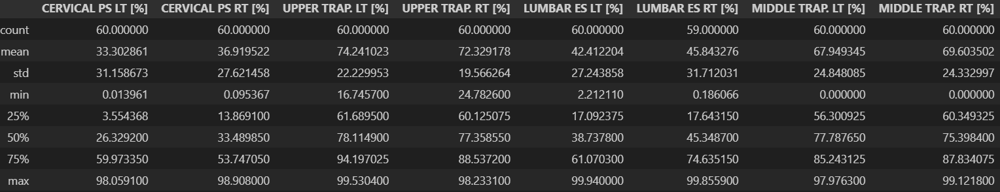 CERVICAL PS LT [%] CERVICAL PS RT [%] UPPER TRAP. LT [%] UPPER TRAP. RT [%] LUMBAR ES LT [%] LUMBAR ES RT [%] MIDDLE TRAP. LT [%] MIDDLE TRAP. RT [%]
count 60.000000 60.000000 60.000000 60.000000 60.000000 59.000000 60.000000 60.000000
mean 33.302861 36.919522 74.241023 72.329178 42.412204 45.843276 67.949345 69.603502
std 31.158673 27.621458 22.229953 19.566264 27.243858 31.712031 24.848085 24.332997
min 0.013961 0.095367 16.745700 24.782600 2.212110 0.186066 0.000000 0.000000
25% 3.554368 13.869100 61.689500 60.125075 17.092375 17.643150 56.300925 60.349325
50% 26.329200 33.489850 78.114900 77.358550 38.737800 45.348700 77.787650 75.398400
75% 59.973350 53.747050 94.197025 88.537200 61.070300 74.635150 85.243125 87.834075
max 98.059100 98.908000 99.530400 98.233100 99.940000 99.855900 97.976300 99.121800